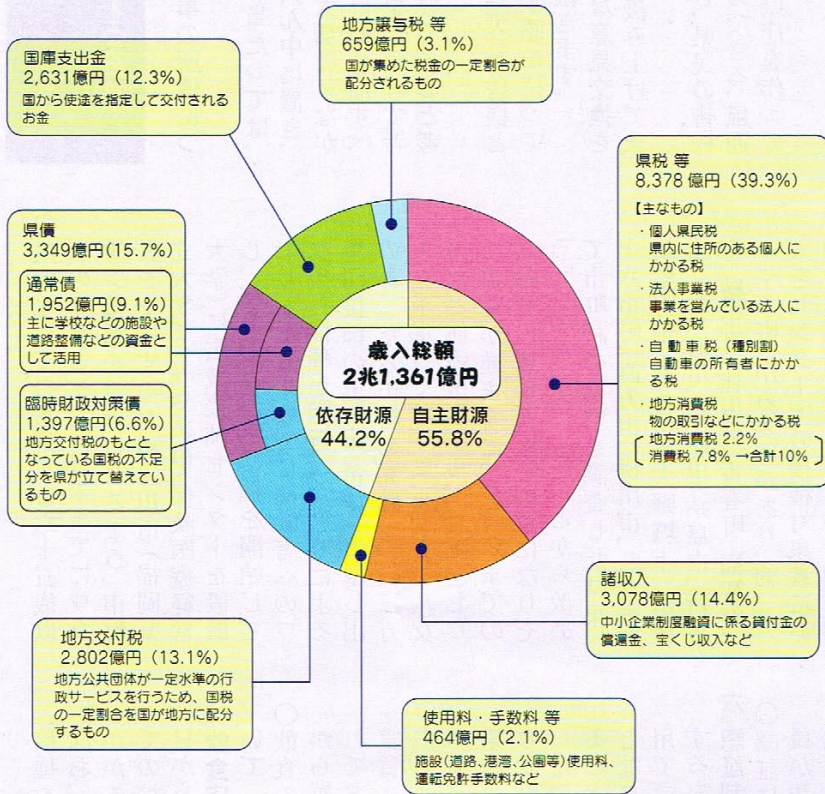 地方譲与税 等
659億円（3.1%）
国が集めた税金の一定割合が
配分されるもの
国庫支出金
2,631億円（12.3%）
国から使途を指定して交付される
お金
県税 等
8,378億円（39.3%）
【主なもの】
・個人県民税
県内に住所のある個人に
かかる税
・法人事業税
事業を営んでいる法人に
かかる税
・自動車税（種別割）
自動車の所有者にかか
る税
・地方消費税
物の取引などにかかる税
地方消費税 2.2%
消費税 7.8% →合計10%
県債
3,349億円(15.7%)
通常債
1,952億円(9.1%)
主に学校などの施設や
道路整備などの資金と
して活用
臨時財政対策債
1,397億円(6.6%)
地方交付税のもとと
なっている国税の不足
分を県が立て替えてい
るもの
歳入総額
2兆1,361億円
依存財源
44.2%
自主財源
55.8%
諸収入
3,078億円（14.4%）
中小企業制度融資に係る貸付金の
償還金、宝くじ収入など
地方交付税
2,802億円（13.1%）
地方公共団体が一定水準の行
政サービスを行うため、国税
の一定割合を国が地方に配分
するもの
使用料・手数料 等
464億円（2.1%）
施設(道路、港湾、公園等)使用料、
運転免許手数料など